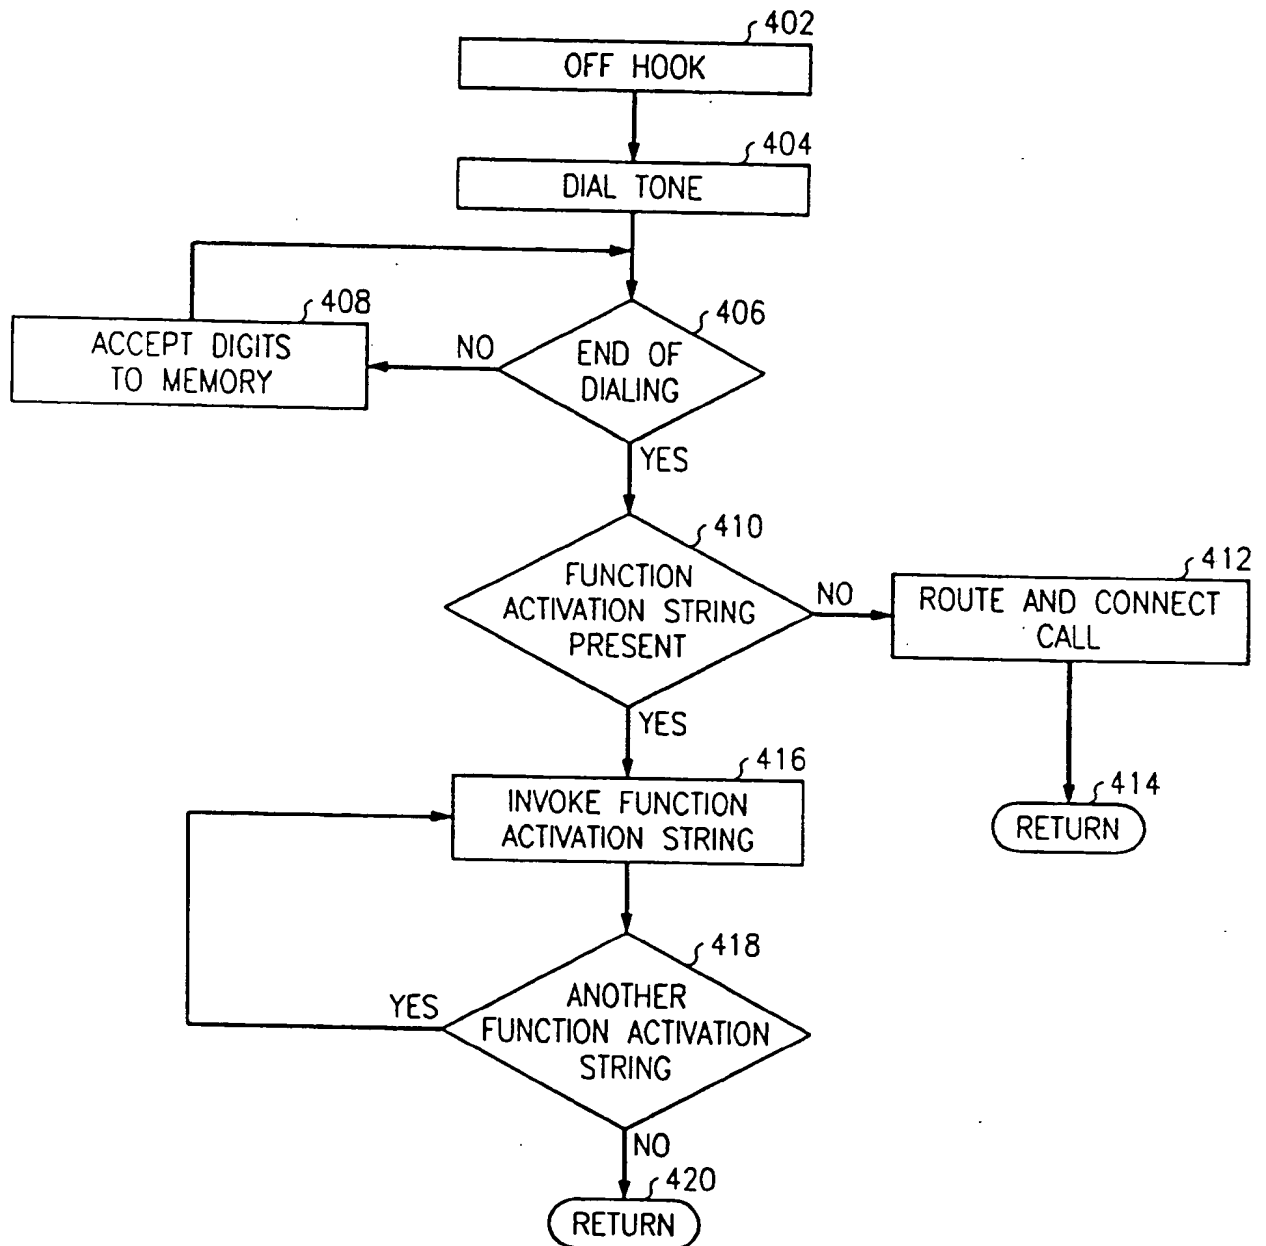 402
OFF HOOK
404
DIAL TONE
408
ACCEPT DIGITS
TO MEMORY
NO
406
END OF
DIALING
YES
410
FUNCTION
ACTIVATION STRING
PRESENT
NO
412
ROUTE AND CONNECT
CALL
414
RETURN
YES
416
INVOKE FUNCTION
ACTIVATION STRING
418
YES
ANOTHER
FUNCTION ACTIVATION
STRING
NO
420
RETURN